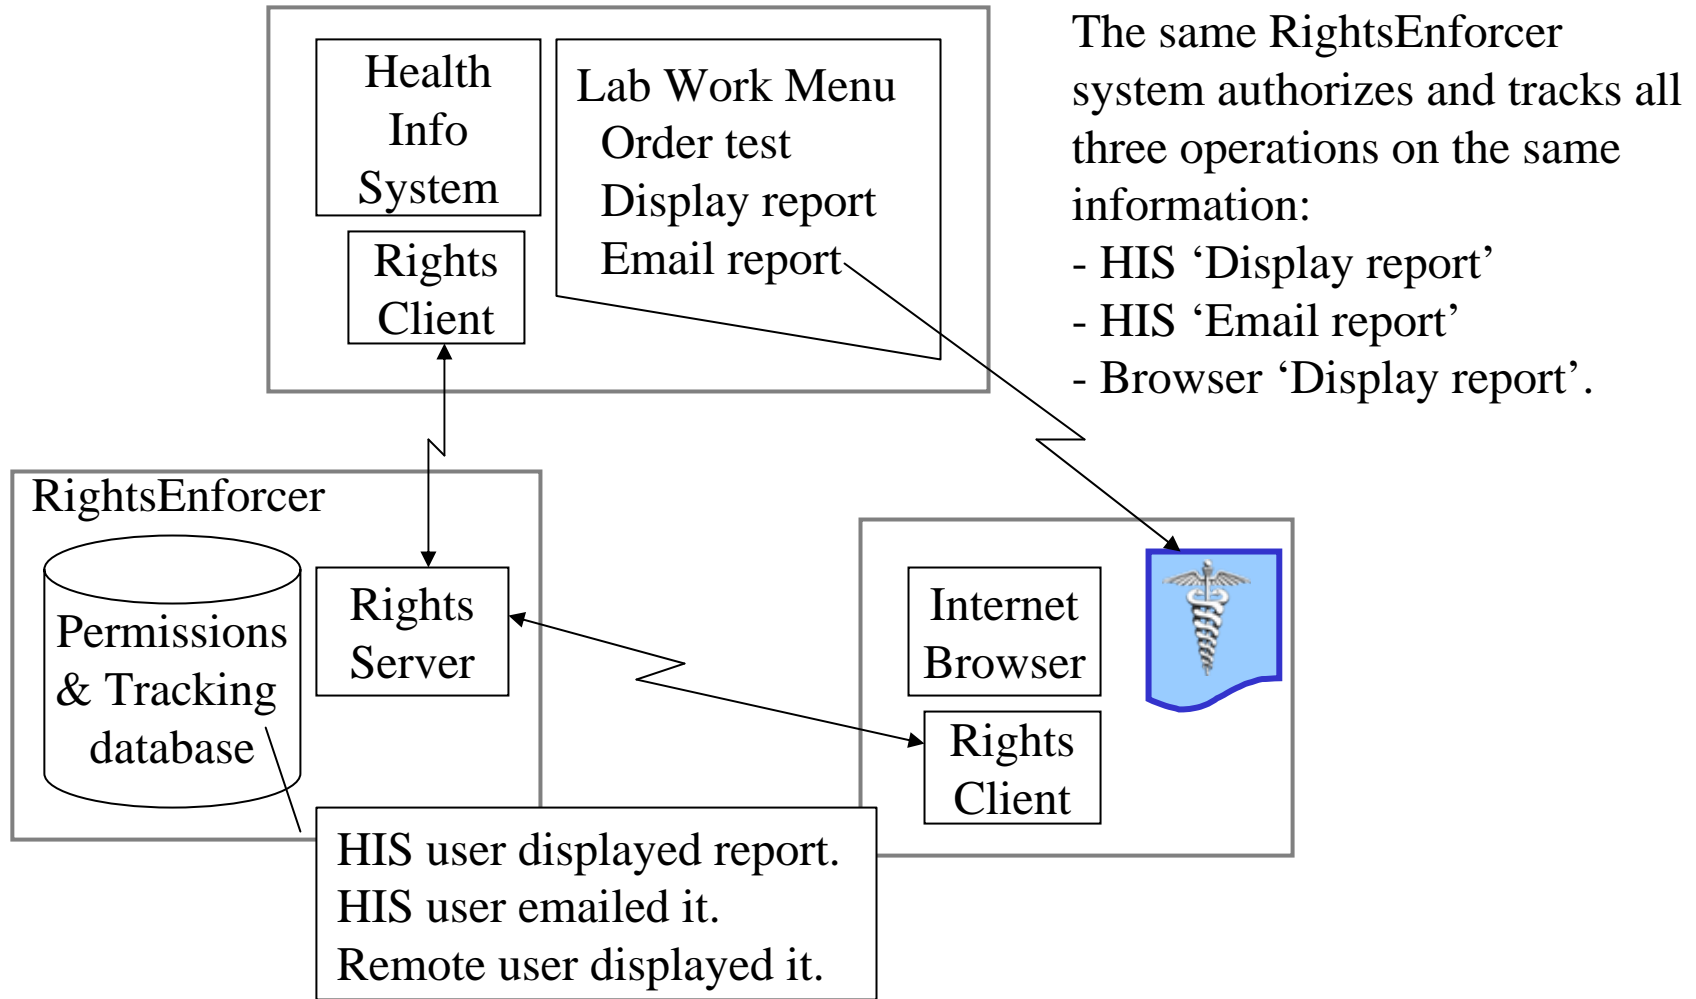 Health
Info
System
Rights
Client
Lab Work Menu
Order test
Display report
Email report
The same RightsEnforcer
system authorizes and tracks all
three operations on the same
information:
- HIS ‘Display report’
- HIS ‘Email report’
- Browser ‘Display report’.
RightsEnforcer
Permissions
& Tracking
database
Rights
Server
Internet
Browser
Rights
Client
HIS user displayed report.
HIS user emailed it.
Remote user displayed it.